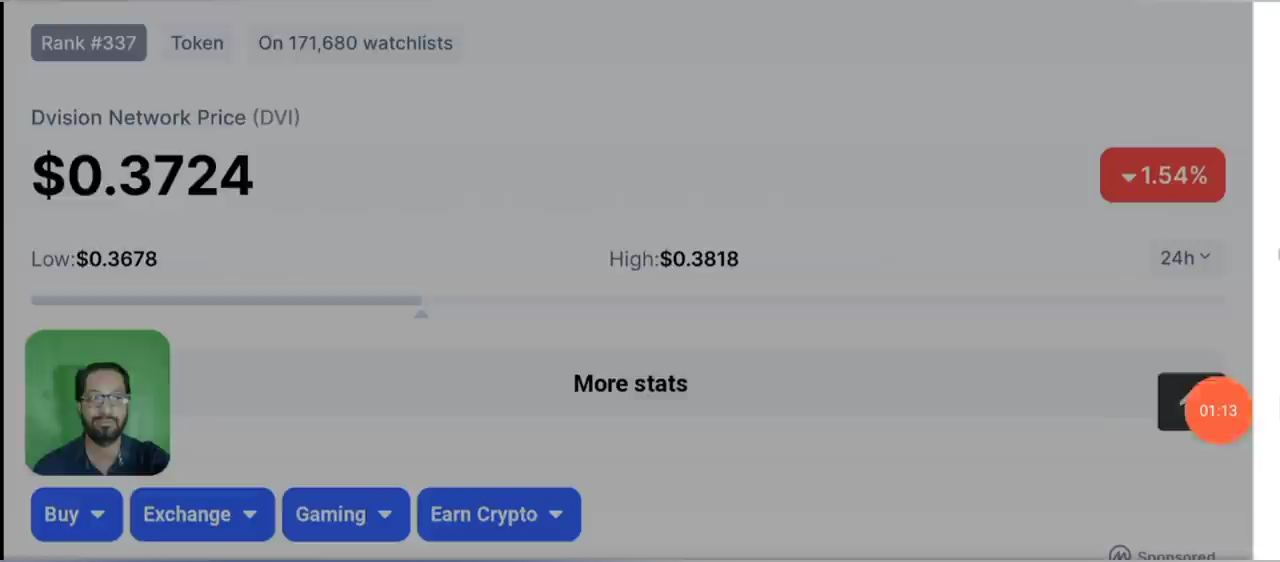 Rank #337 Token On 171,680 watchlists
Dvision Network Price (DVI)
$0.3724 1.54%
Low:$0.3678 High:$0.3818 24h
More stats
01:13
Buy Exchange Gaming Earn Crypto
Sponsored